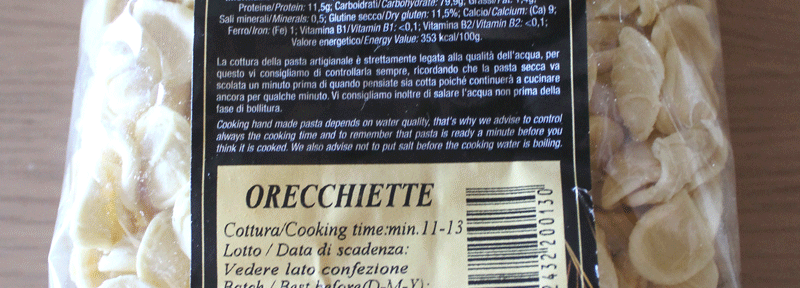 Proteine/Protein: 11,5g; Carboidrati/Carbohydrate: 79,9g;
Sali minerali/Minerals: 0,5; Glutine secco/Dry gluten: 11,5%; Calcio/Calcium: (Ca) 9;
Ferro/Iron: (Fe) 1; Vitamina B1/Vitamin B1: <0,1; Vitamina B2/Vitamin B2: <0,1;
Valore energetico/Energy Value: 353 kcal/100g.
La cottura della pasta artigianale è strettamente legata alla qualità dell'acqua, per
questo vi consigliamo di controllarla sempre, ricordando che la pasta secca va
scolata un minuto prima di quando pensiate sia cotta poiché continuerà a cucinare
ancora per qualche minuto. Vi consigliamo inoltre di salare l'acqua non prima della
fase di bollitura.
Cooking hand made pasta depends on water quality, that's why we advise to control
always the cooking time and to remember that pasta is ready a minute before you
think it is cooked. We also advise not to put salt before the cooking water is boiling.
ORECCHIETTE
Cottura/Cooking time:min. 11-13
Lotto / Data di scadenza:
Vedere lato confezione
Batch / Best before(D-M-Y):
2432 200130